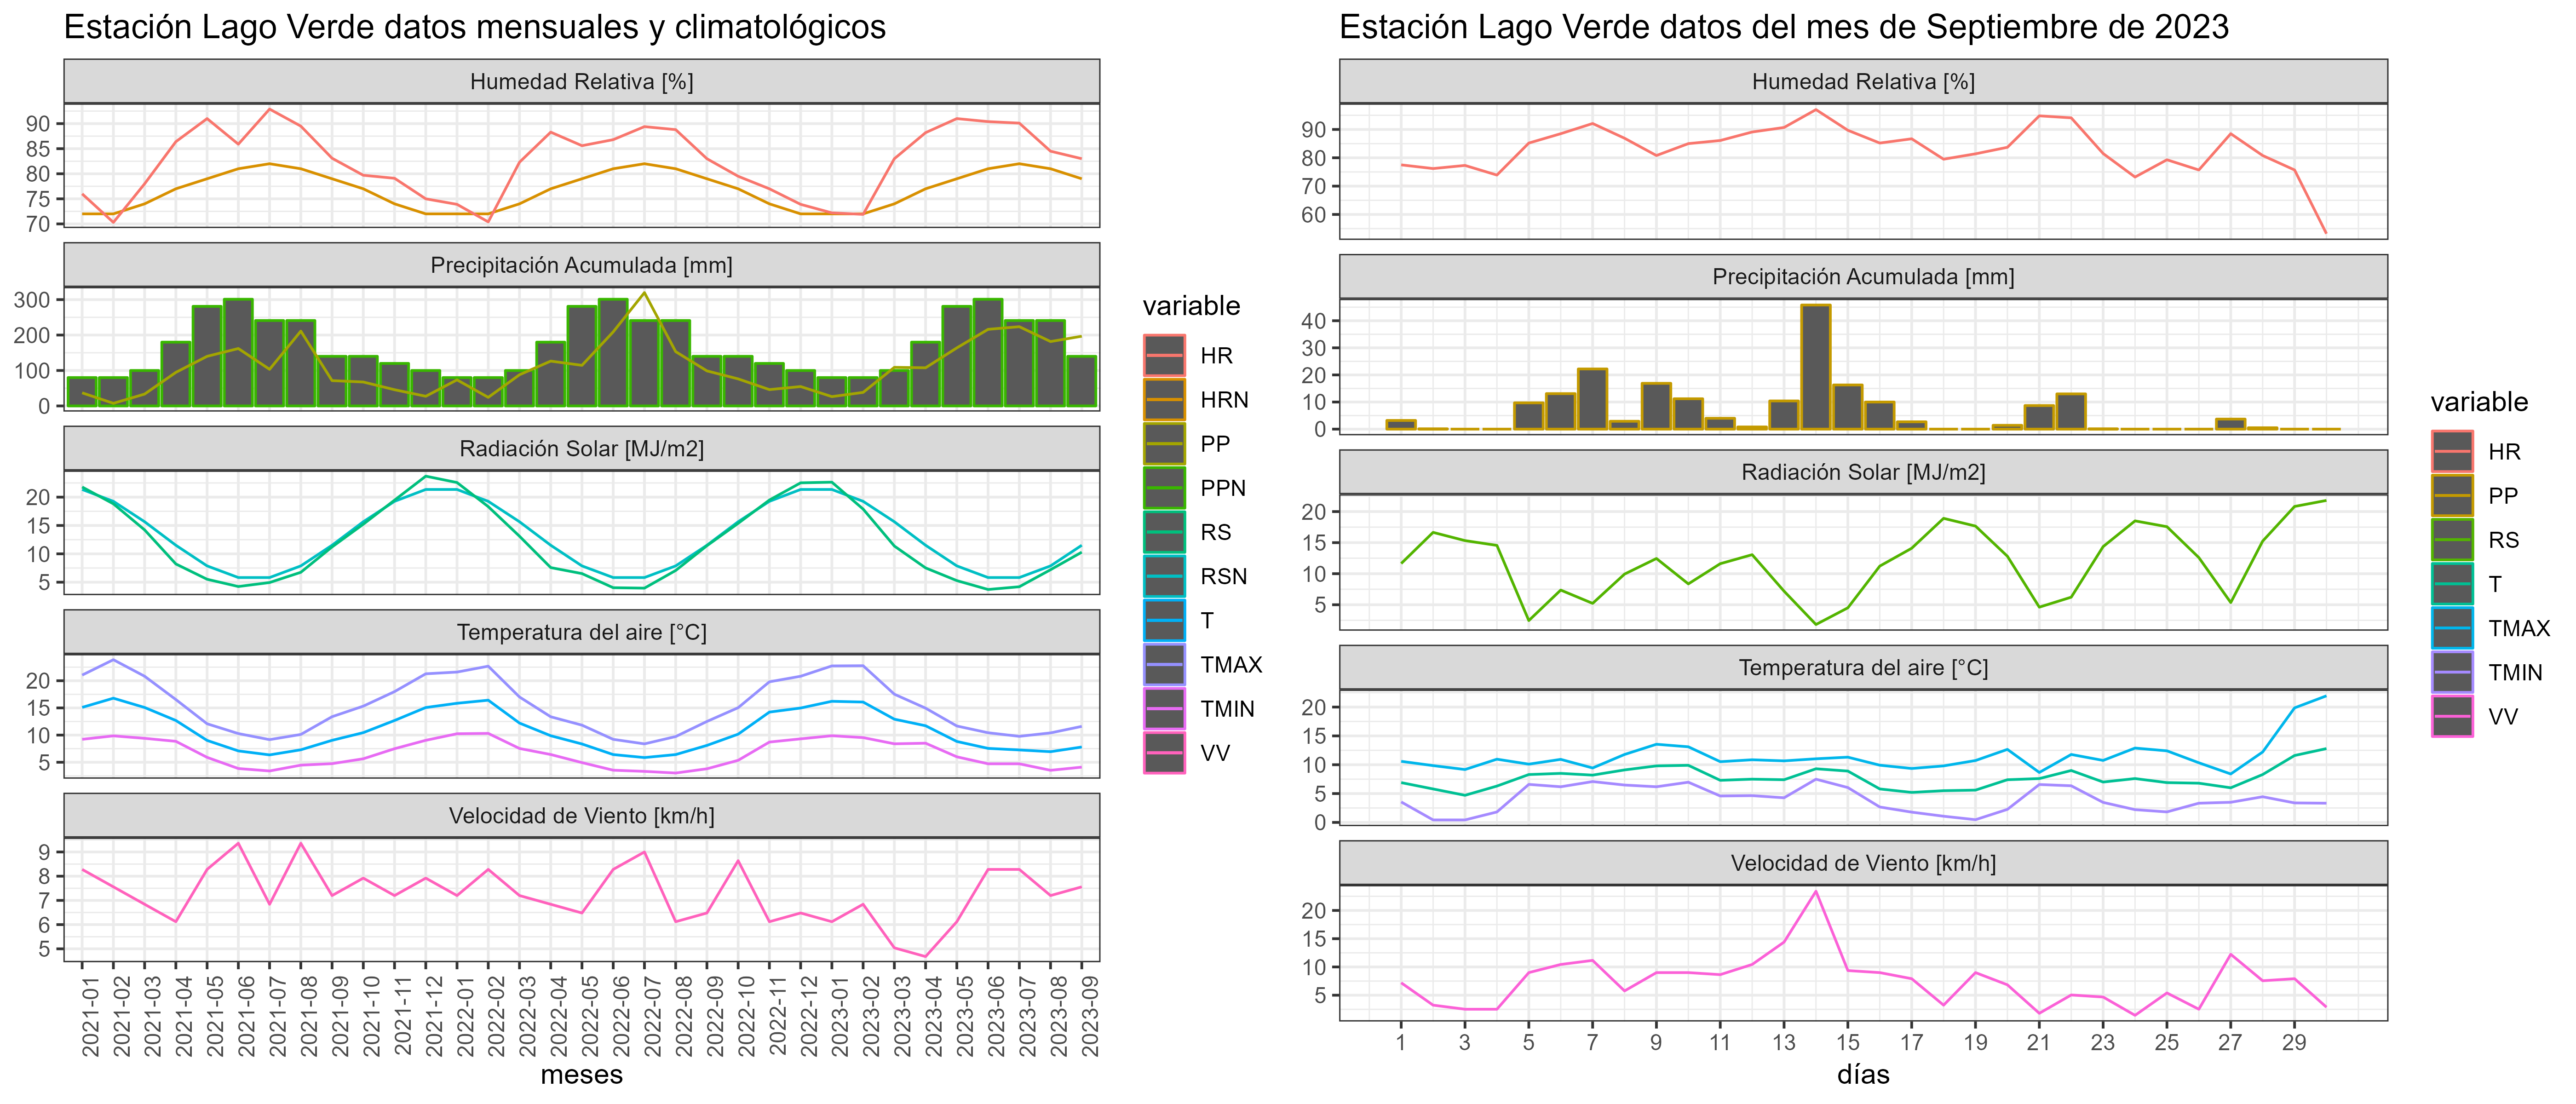 Estación Lago Verde datos mensuales y climatológicos
Humedad Relativa [%]
90
85
80
75
70
Precipitación Acumulada [mm]
300
200
100
0
Radiación Solar [MJ/m2]
20
15
10
5
Temperatura del aire [°C]
20
15
10
5
Velocidad de Viento [km/h]
9
8
7
6
5
2021-01
2021-02
2021-03
2021-04
2021-05
2021-06
2021-07
2021-08
2021-09
2021-10
2021-11
2021-12
2022-01
2022-02
2022-03
2022-04
2022-05
2022-06
2022-07
2022-08
2022-09
2022-10
2022-11
2022-12
2023-01
2023-02
2023-03
2023-04
2023-05
2023-06
2023-07
2023-08
2023-09
meses
variable
HR
HRN
PP
PPN
RS
RSN
T
TMAX
TMIN
VV
Estación Lago Verde datos del mes de Septiembre de 2023
Humedad Relativa [%]
90
80
70
60
Precipitación Acumulada [mm]
40
30
20
10
0
Radiación Solar [MJ/m2]
20
15
10
5
Temperatura del aire [°C]
20
15
10
5
0
Velocidad de Viento [km/h]
20
15
10
5
1 3 5 7 9 11 13 15 17 19 21 23 25 27 29
días
variable
HR
PP
RS
T
TMAX
TMIN
VV